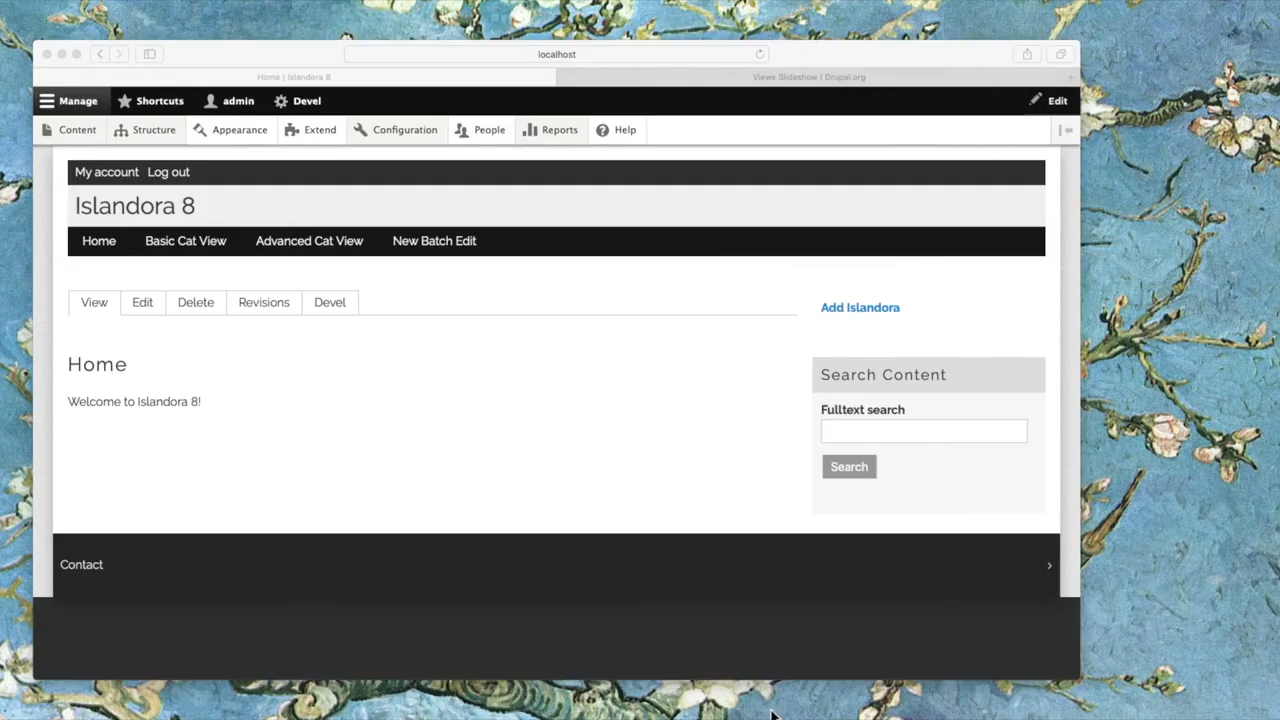 localhost
Home | Islandora 8
Views Slideshow | Drupal.org
Manage Shortcuts admin Devel Edit
Content Structure Appearance Extend Configuration People Reports Help
My account Log out
Islandora 8
Home Basic Cat View Advanced Cat View New Batch Edit
View Edit Delete Revisions Devel
Add Islandora
Home
Welcome to Islandora 8!
Search Content
Fulltext search
Search
Contact